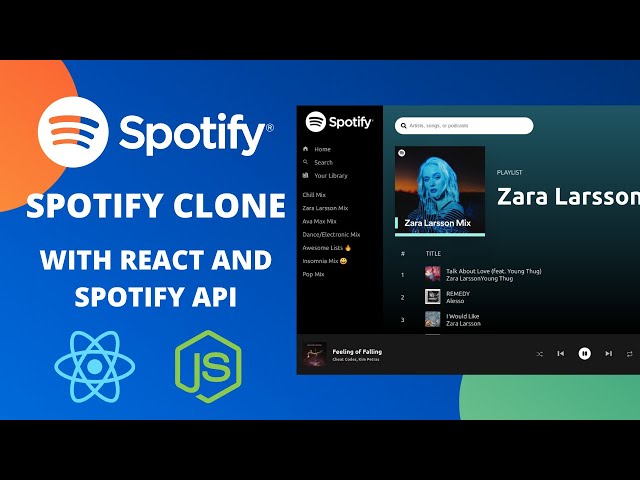 Spotify®
SPOTIFY CLONE
WITH REACT AND
SPOTIFY API
JS
Spotify®
Home
Search
Your Library
Chill Mix
Zara Larsson Mix
Ava Max Mix
Dance/Electronic Mix
Awesome Lists 🔥
Insomnia Mix 😀
Pop Mix
Artists, songs, or podcasts
Zara Larsson Mix
PLAYLIST
Zara Larsson
# TITLE
1 Talk About Love (feat. Young Thug)
Zara LarssonYoung Thug
2 REMEDY
Alesso
3 I Would Like
Zara Larsson
Feeling of Falling
Cheat Codes, Kim Petras